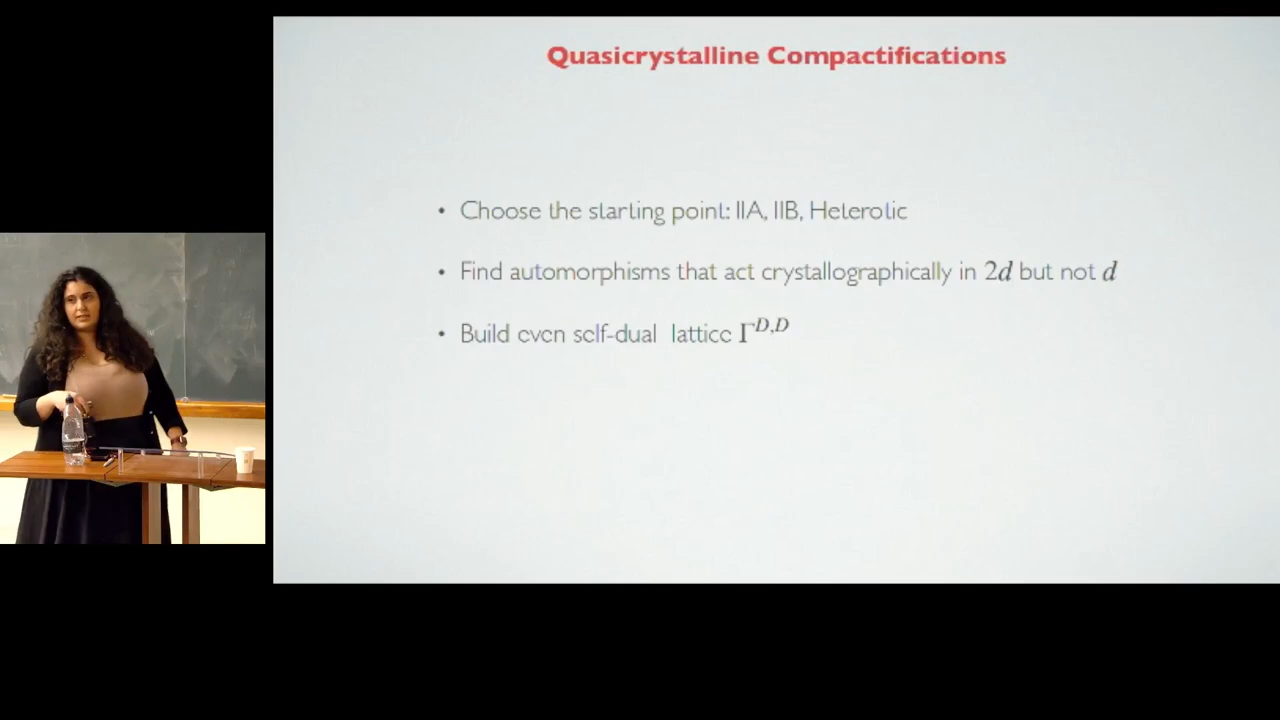 Quasicrystalline Compactifications
• Choose the starting point: IIA, IIB, Heterotic
• Find automorphisms that act crystallographically in 2d but not d
• Build even self-dual lattice Γ^{D,D}